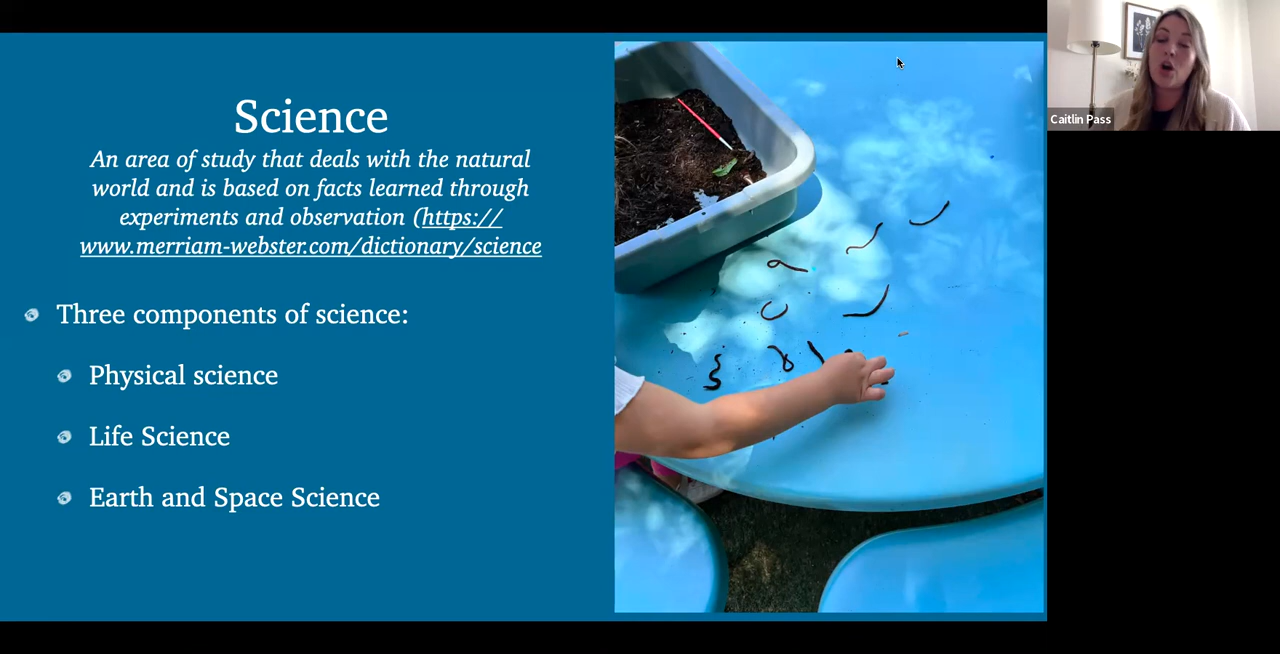 Science
An area of study that deals with the natural
world and is based on facts learned through
experiments and observation (https://
www.merriam-webster.com/dictionary/science
Three components of science:
Physical science
Life Science
Earth and Space Science
Caitlin Pass